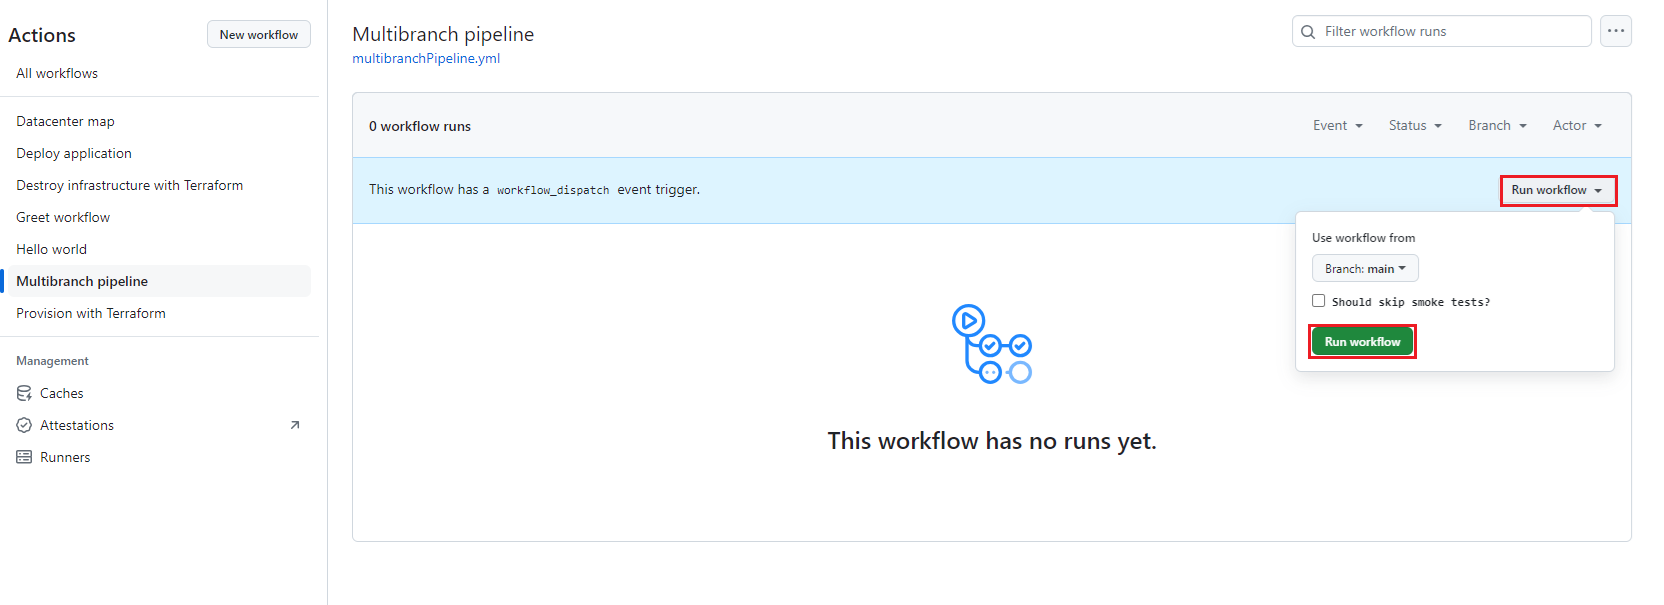 Actions
New workflow
All workflows
Datacenter map
Deploy application
Destroy infrastructure with Terraform
Greet workflow
Hello world
Multibranch pipeline
Provision with Terraform
Management
Caches
Attestations
Runners
Multibranch pipeline
multibranchPipeline.yml
Filter workflow runs
0 workflow runs
Event Status Branch Actor
This workflow has a workflow_dispatch event trigger.
Run workflow
Use workflow from
Branch: main
Should skip smoke tests?
Run workflow
This workflow has no runs yet.